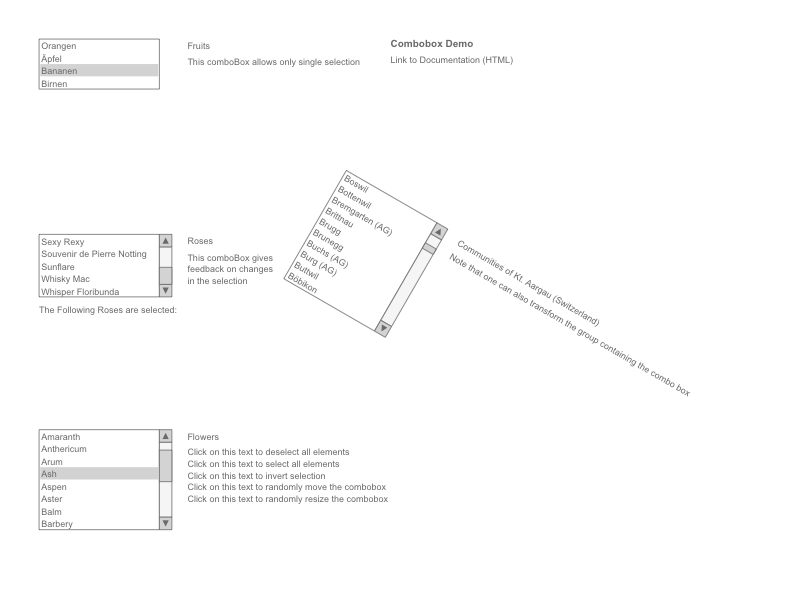 Orangen
Äpfel
Bananen
Birnen
Fruits
This comboBox allows only single selection
Combobox Demo
Link to Documentation (HTML)
Boswil
Bottenwil
Bremgarten (AG)
Brittnau
Brugg
Brunegg
Buchs (AG)
Burg (AG)
Buttwil
Böbikon
Communities of Kt. Aargau (Switzerland)
Note that one can also transform the group containing the combo box
Sexy Rexy
Souvenir de Pierre Notting
Sunflare
Whisky Mac
Whisper Floribunda
Roses
This comboBox gives
feedback on changes
in the selection
The Following Roses are selected:
Amaranth
Anthericum
Arum
Ash
Aspen
Aster
Balm
Barbery
Flowers
Click on this text to deselect all elements
Click on this text to select all elements
Click on this text to invert selection
Click on this text to randomly move the combobox
Click on this text to randomly resize the combobox